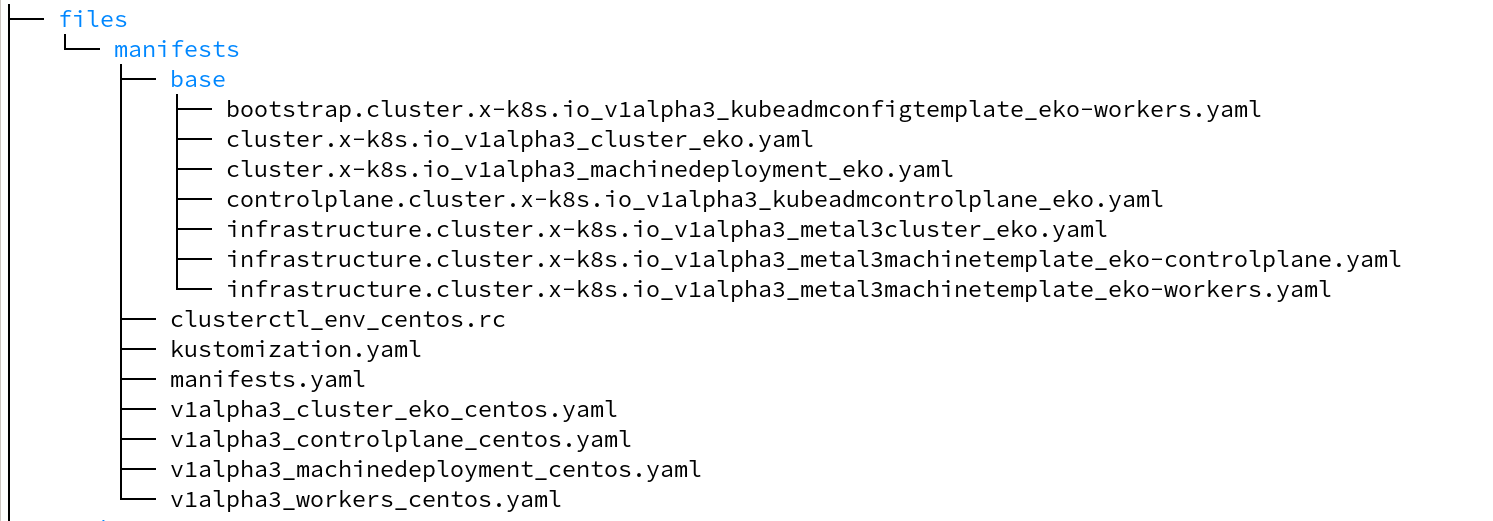 files
manifests
base
bootstrap.cluster.x-k8s.io_v1alpha3_kubeadmconfigtemplate_eko-workers.yaml
cluster.x-k8s.io_v1alpha3_cluster_eko.yaml
cluster.x-k8s.io_v1alpha3_machinedeployment_eko.yaml
controlplane.cluster.x-k8s.io_v1alpha3_kubeadmcontrolplane_eko.yaml
infrastructure.cluster.x-k8s.io_v1alpha3_metal3cluster_eko.yaml
infrastructure.cluster.x-k8s.io_v1alpha3_metal3machinetemplate_eko-controlplane.yaml
infrastructure.cluster.x-k8s.io_v1alpha3_metal3machinetemplate_eko-workers.yaml
clusterctl_env_centos.rc
kustomization.yaml
manifests.yaml
v1alpha3_cluster_eko_centos.yaml
v1alpha3_controlplane_centos.yaml
v1alpha3_machinedeployment_centos.yaml
v1alpha3_workers_centos.yaml